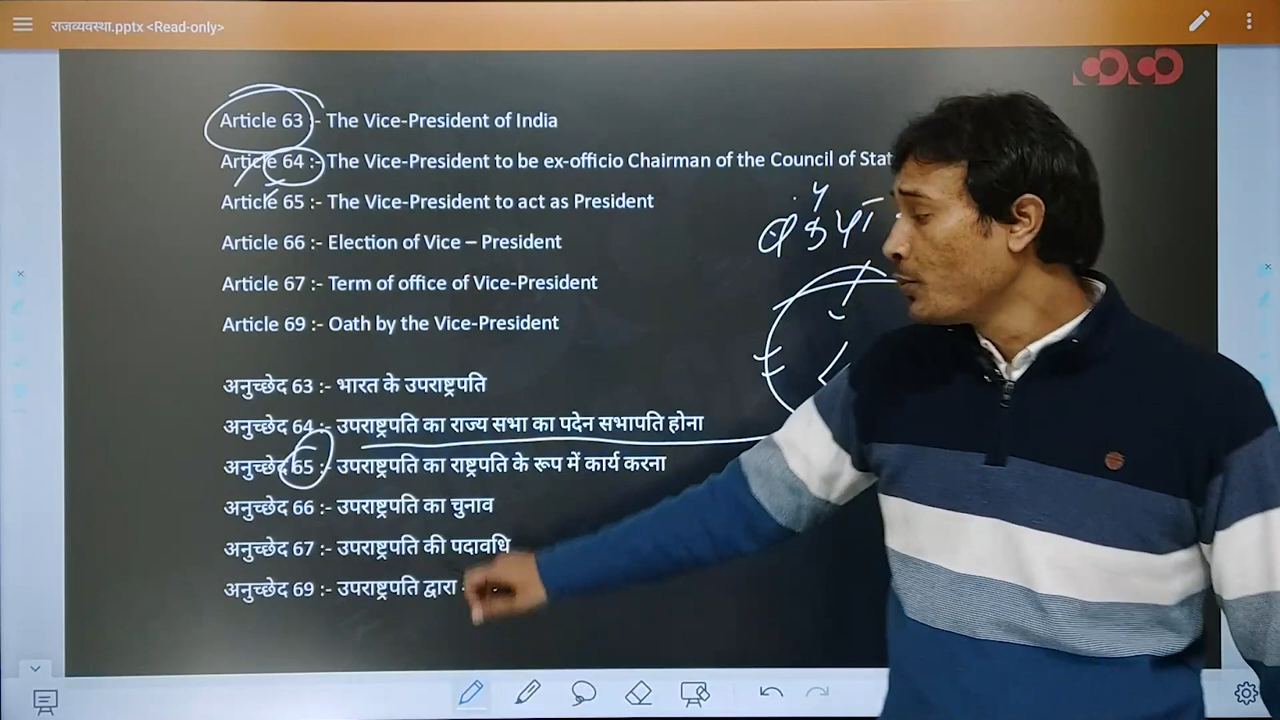 राजव्यवस्था.pptx <Read-only>
Article 63 :- The Vice-President of India
Article 64 :- The Vice-President to be ex-officio Chairman of the Council of
Article 65 :- The Vice-President to act as President
Article 66 :- Election of Vice – President
Article 67 :- Term of office of Vice-President
Article 69 :- Oath by the Vice-President
अनुच्छेद 63 :- भारत के उपराष्ट्रपति
अनुच्छेद 64 :- उपराष्ट्रपति का राज्य सभा का पदेन सभापति होना
अनुच्छेद 65 :- उपराष्ट्रपति का राष्ट्रपति के रूप में कार्य करना
अनुच्छेद 66 :- उपराष्ट्रपति का चुनाव
अनुच्छेद 67 :- उपराष्ट्रपति की पदावधि
अनुच्छेद 69 :- उपराष्ट्रपति द्वारा